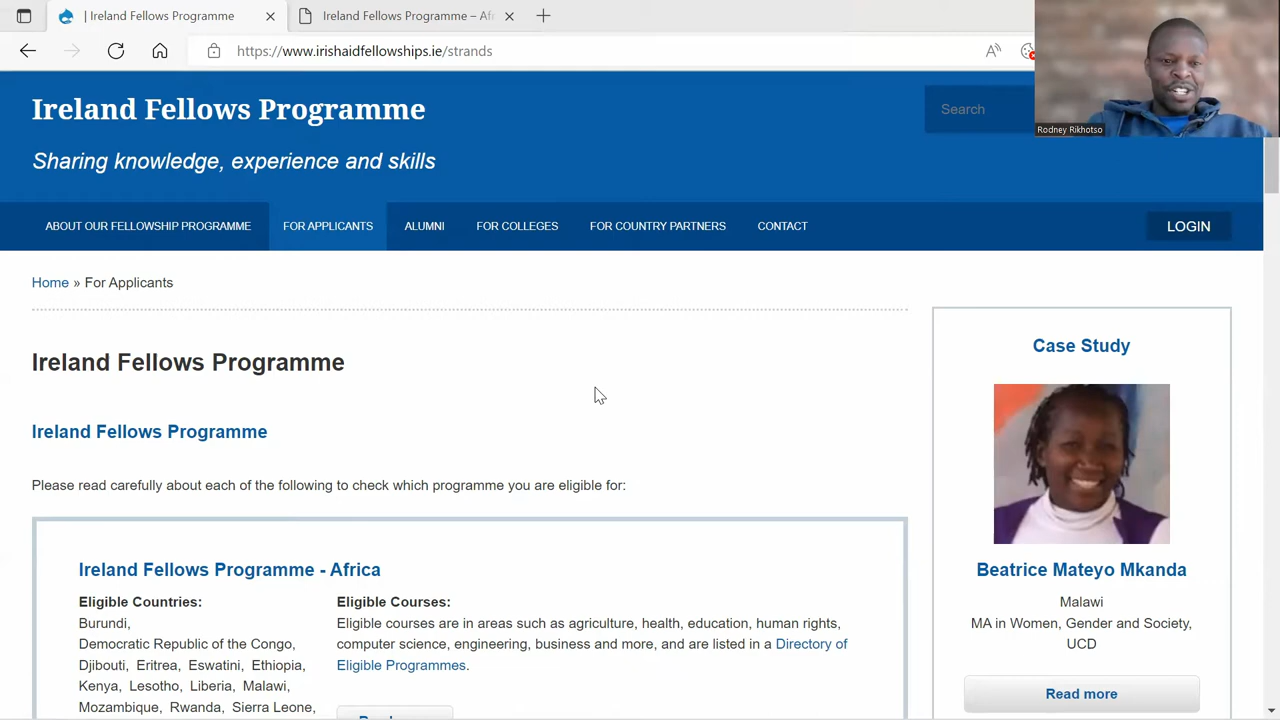 | Ireland Fellows Programme
Ireland Fellows Programme – Afr
https://www.irishaidfellowships.ie/strands
Rodney Rikhotso
Ireland Fellows Programme
Search
Sharing knowledge, experience and skills
ABOUT OUR FELLOWSHIP PROGRAMME
FOR APPLICANTS
ALUMNI
FOR COLLEGES
FOR COUNTRY PARTNERS
CONTACT
LOGIN
Home » For Applicants
Ireland Fellows Programme
Ireland Fellows Programme
Please read carefully about each of the following to check which programme you are eligible for:
Ireland Fellows Programme - Africa
Eligible Countries:
Burundi,
Democratic Republic of the Congo,
Djibouti, Eritrea, Eswatini, Ethiopia,
Kenya, Lesotho, Liberia, Malawi,
Mozambique, Rwanda, Sierra Leone,
Eligible Courses:
Eligible courses are in areas such as agriculture, health, education, human rights,
computer science, engineering, business and more, and are listed in a Directory of
Eligible Programmes.
Case Study
Beatrice Mateyo Mkanda
Malawi
MA in Women, Gender and Society,
UCD
Read more